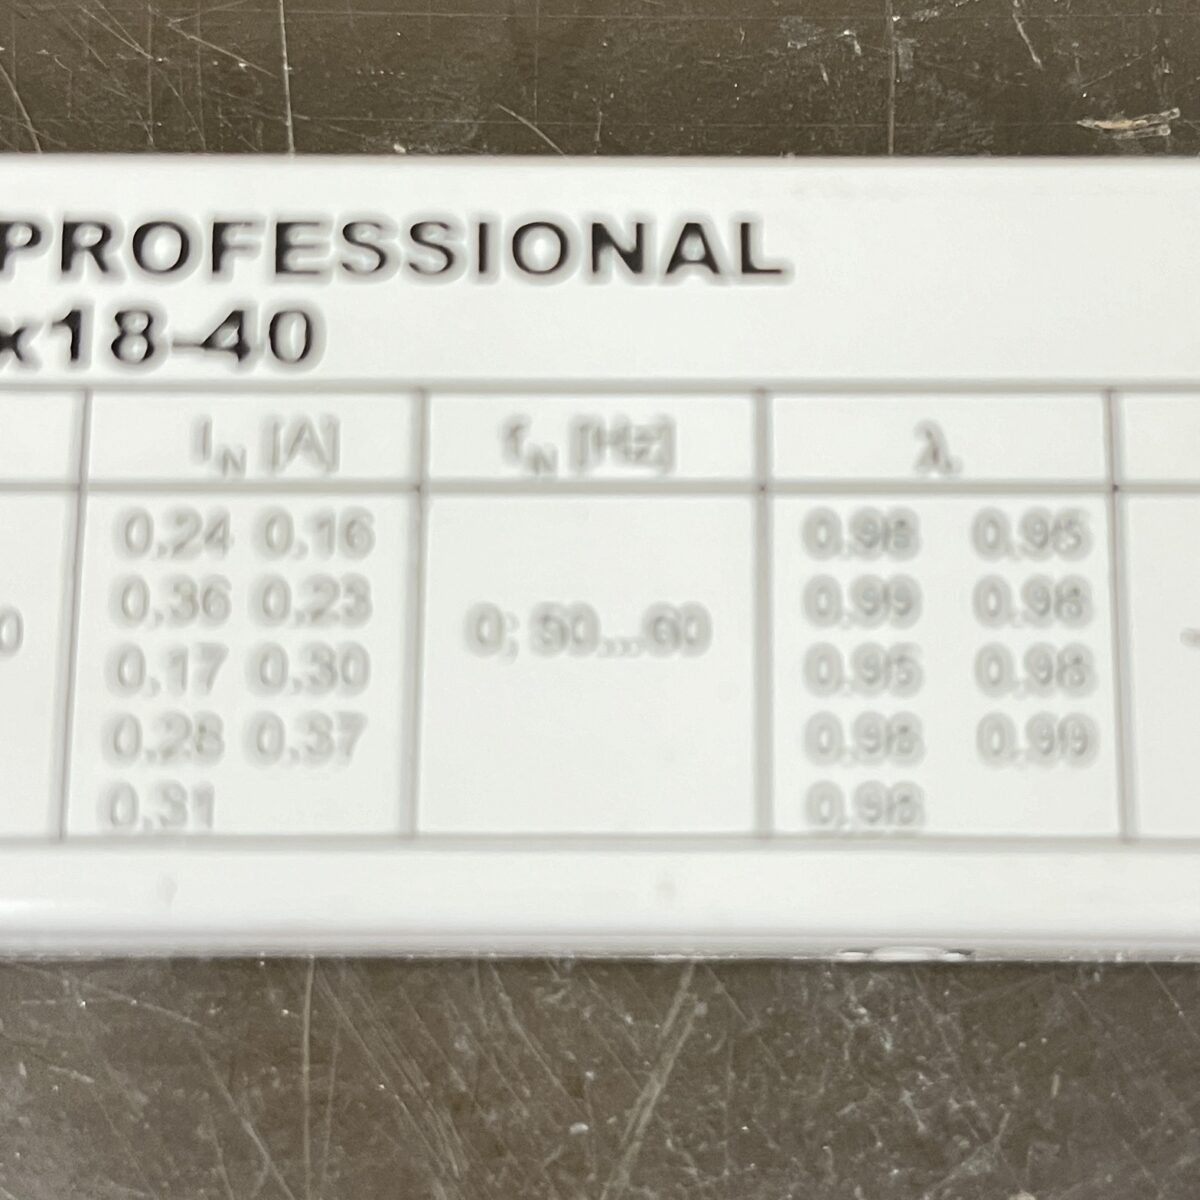 PROFESSIONAL
x18-40
I_N [A] f_N [Hz] λ
0,24 0,16 0,98 0,95
0,36 0,23 0,99 0,98
0 0; 50...60
0,17 0,30 0,95 0,98
0,28 0,37 0,98 0,99
0,31 0,98